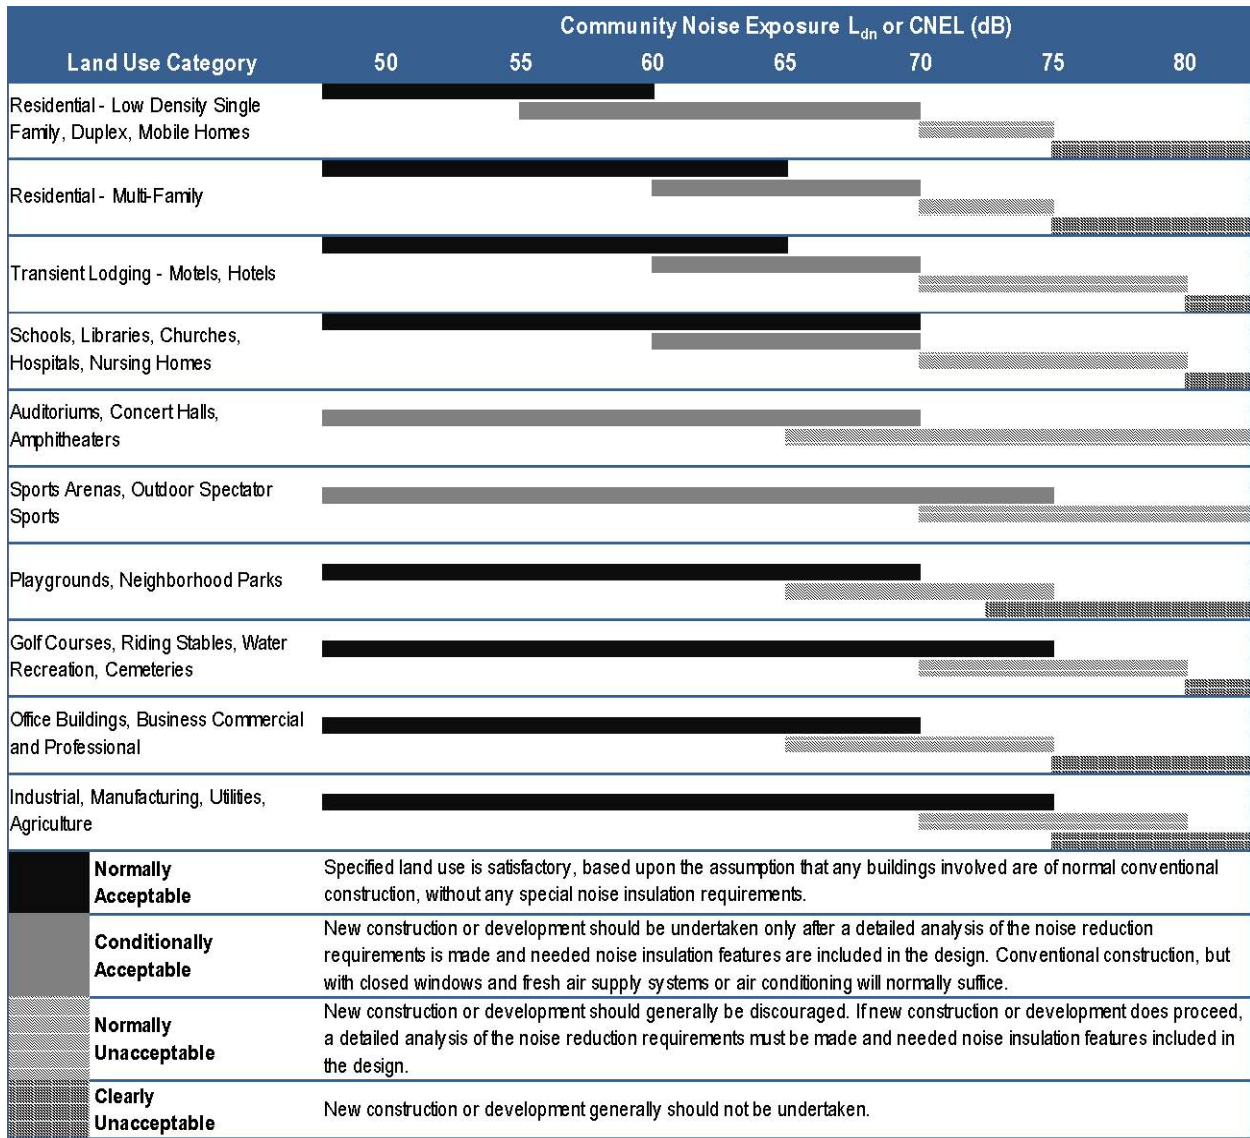 Community Noise Exposure Ldn or CNEL (dB)
Land Use Category 50 55 60 65 70 75 80
Residential - Low Density Single
Family, Duplex, Mobile Homes
Residential - Multi-Family
Transient Lodging - Motels, Hotels
Schools, Libraries, Churches,
Hospitals, Nursing Homes
Auditoriums, Concert Halls,
Amphitheaters
Sports Arenas, Outdoor Spectator
Sports
Playgrounds, Neighborhood Parks
Golf Courses, Riding Stables, Water
Recreation, Cemeteries
Office Buildings, Business Commercial
and Professional
Industrial, Manufacturing, Utilities,
Agriculture
Normally
Acceptable
Specified land use is satisfactory, based upon the assumption that any buildings involved are of normal conventional
construction, without any special noise insulation requirements.
Conditionally
Acceptable
New construction or development should be undertaken only after a detailed analysis of the noise reduction
requirements is made and needed noise insulation features are included in the design. Conventional construction, but
with closed windows and fresh air supply systems or air conditioning will normally suffice.
Normally
Unacceptable
New construction or development should generally be discouraged. If new construction or development does proceed,
a detailed analysis of the noise reduction requirements must be made and needed noise insulation features included in
the design.
Clearly
Unacceptable
New construction or development generally should not be undertaken.